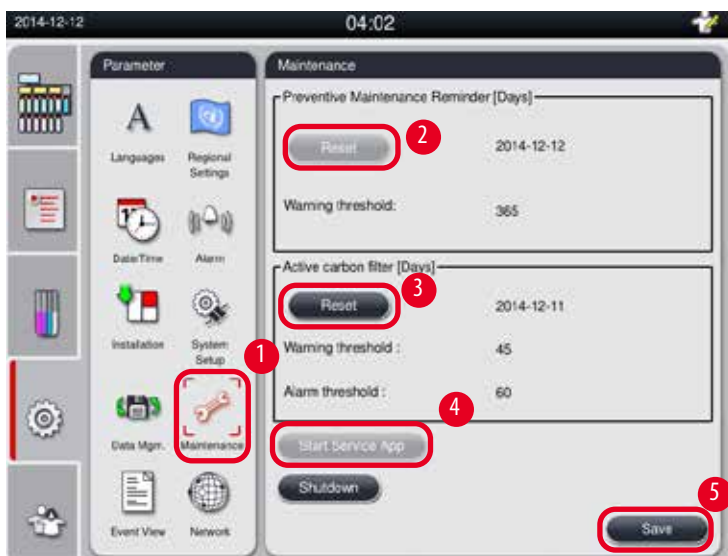 2014-12-12
04:02
Parameter
Languages
Regional
Settings
Date/Time
Alarm
Installation
System
Setup
1
Data Mgm.
Maintenance
Event View
Network
Maintenance
Preventive Maintenance Reminder [Days]
Reset
2
2014-12-12
Warning threshold:
365
Active carbon filter [Days]
Reset
3
2014-12-11
Warning threshold :
45
Alarm threshold :
60
4
Start Service App
Shutdown
5
Save